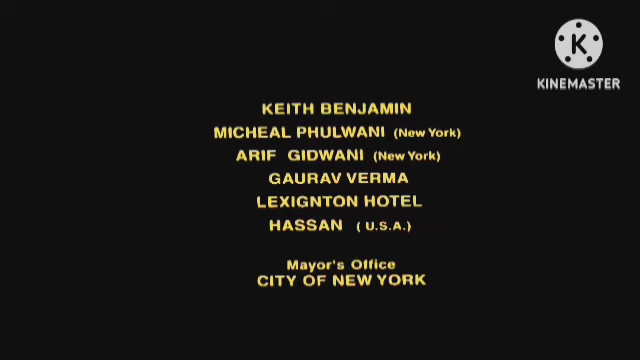 K
KINEMASTER
KEITH BENJAMIN
MICHEAL PHULWANI (New York)
ARIF GIDWANI (New York)
GAURAV VERMA
LEXIGNTON HOTEL
HASSAN ( U.S.A.)
Mayor's Office
CITY OF NEW YORK